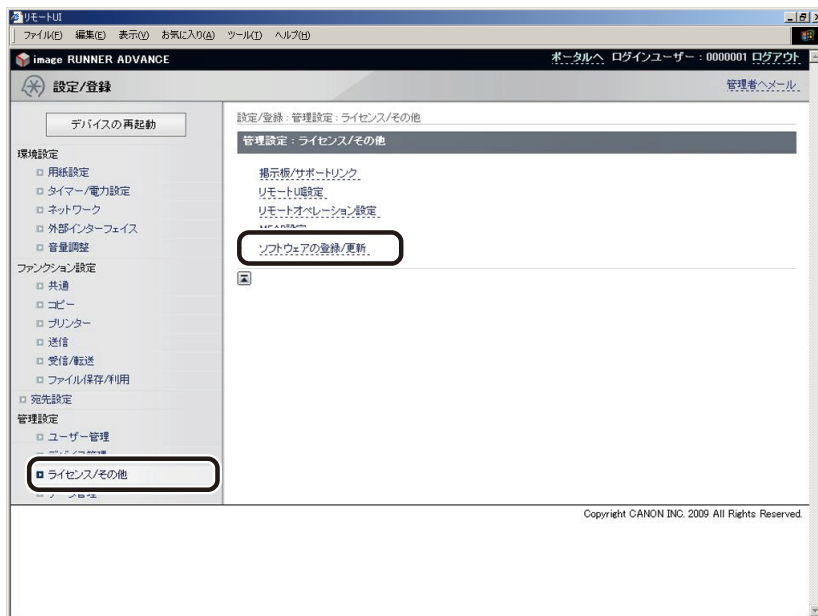 リモートUI
ファイル(F) 編集(E) 表示(V) お気に入り(A) ツール(T) ヘルプ(H)
image RUNNER ADVANCE ポータルへ ログインユーザー : 0000001 ログアウト
設定/登録 管理者へメール
デバイスの再起動
環境設定
用紙設定
タイマー/電力設定
ネットワーク
外部インターフェイス
音量調整
ファンクション設定
共通
コピー
プリンター
送信
受信/転送
ファイル保存/利用
宛先設定
管理設定
ユーザー管理
ライセンス/その他
設定/登録 : 管理設定 : ライセンス/その他
管理設定 : ライセンス/その他
掲示板/サポートリンク
リモートUI設定
リモートオペレーション設定
ソフトウェアの登録/更新
Copyright CANON INC. 2009 All Rights Reserved.